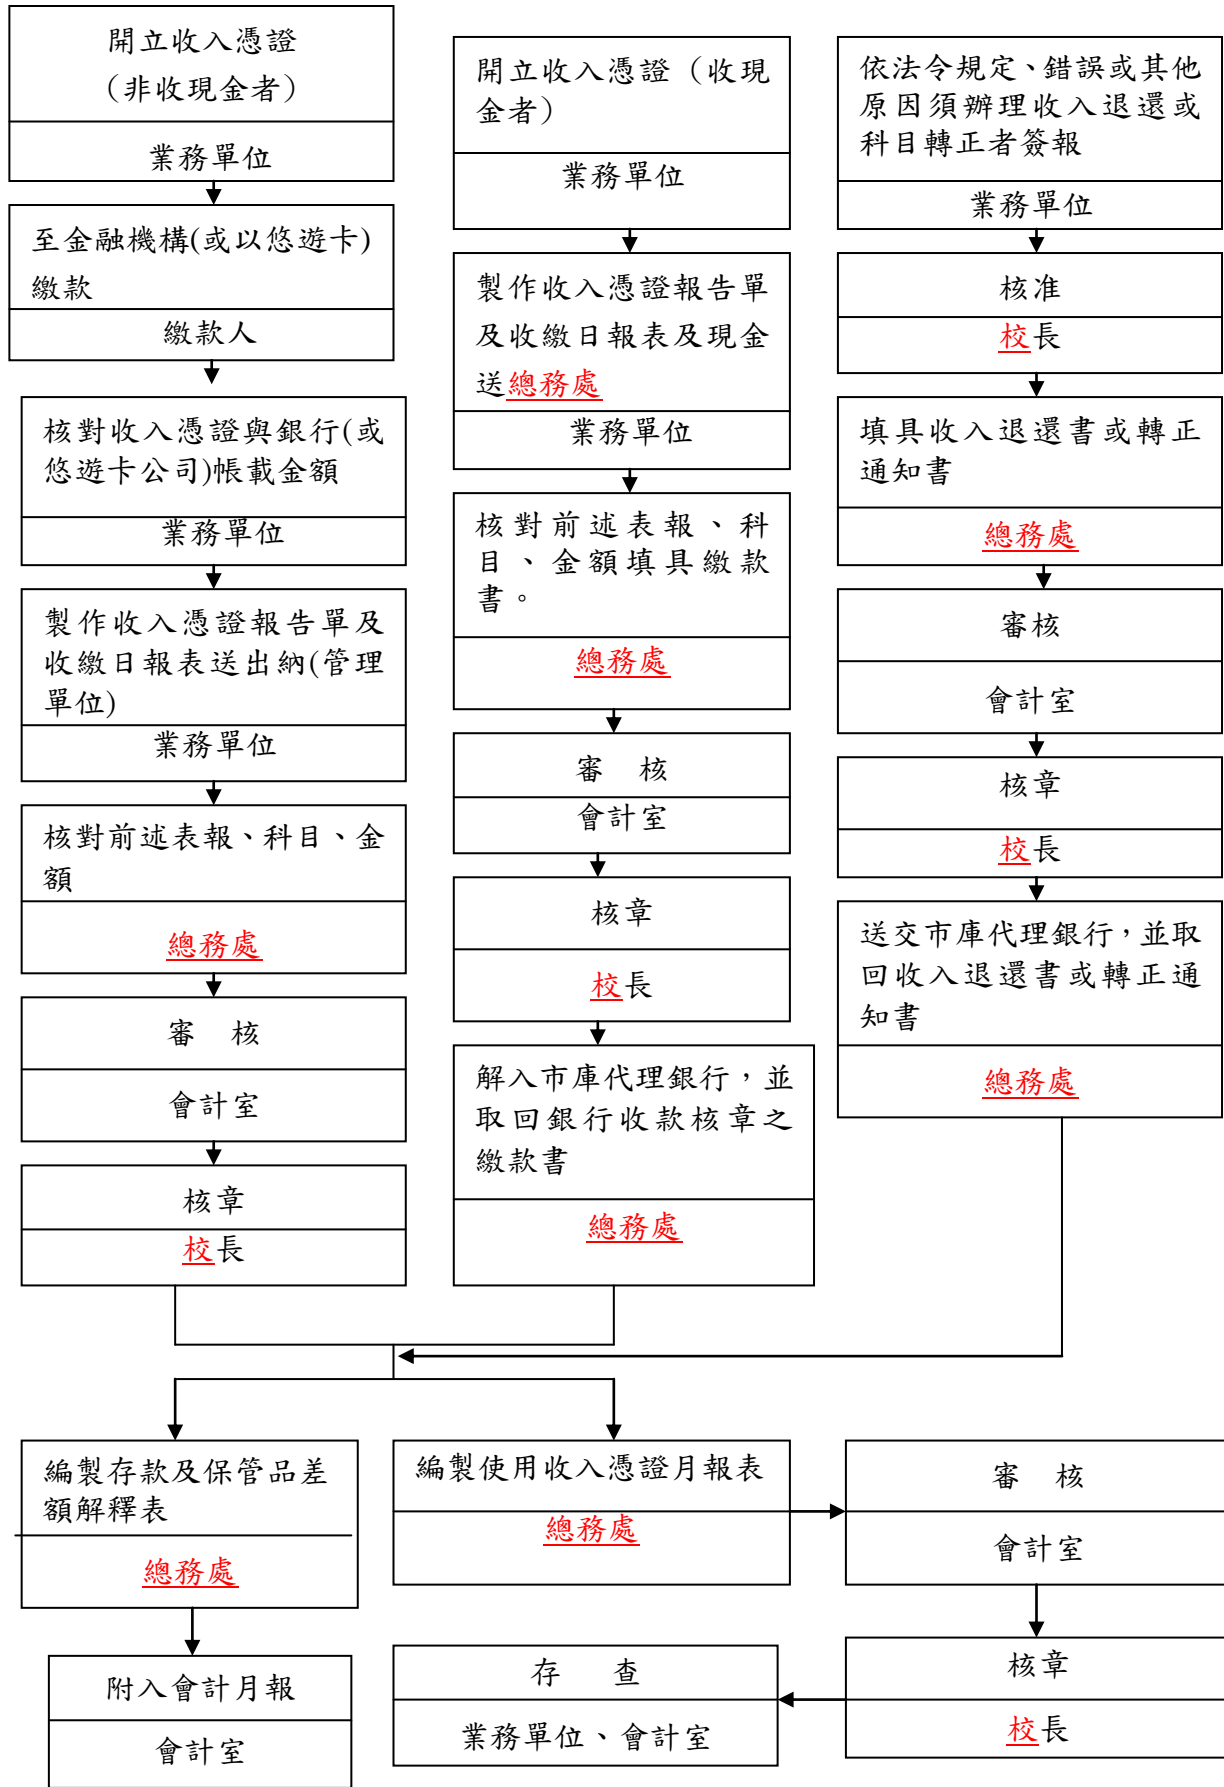 開立收入憑證
（非收現金者）
業務單位
至金融機構(或以悠遊卡)
繳款
繳款人
核對收入憑證與銀行(或
悠遊卡公司)帳載金額
業務單位
製作收入憑證報告單及
收繳日報表送出納(管理
單位)
業務單位
核對前述表報、科目、金
額
總務處
審　核
會計室
核章
校長
開立收入憑證（收現
金者）
業務單位
製作收入憑證報告單
及收繳日報表及現金
送總務處
業務單位
核對前述表報、科
目、金額填具繳款
書。
總務處
審　核
會計室
核章
校長
解入市庫代理銀行，並
取回銀行收款核章之
繳款書
總務處
依法令規定、錯誤或其他
原因須辦理收入退還或
科目轉正者簽報
業務單位
核准
校長
填具收入退還書或轉正
通知書
總務處
審核
會計室
核章
校長
送交市庫代理銀行，並取
回收入退還書或轉正通
知書
總務處
編製存款及保管品差
額解釋表
總務處
附入會計月報
會計室
編製使用收入憑證月報表
總務處
審　核
會計室
核章
校長
存　查
業務單位、會計室